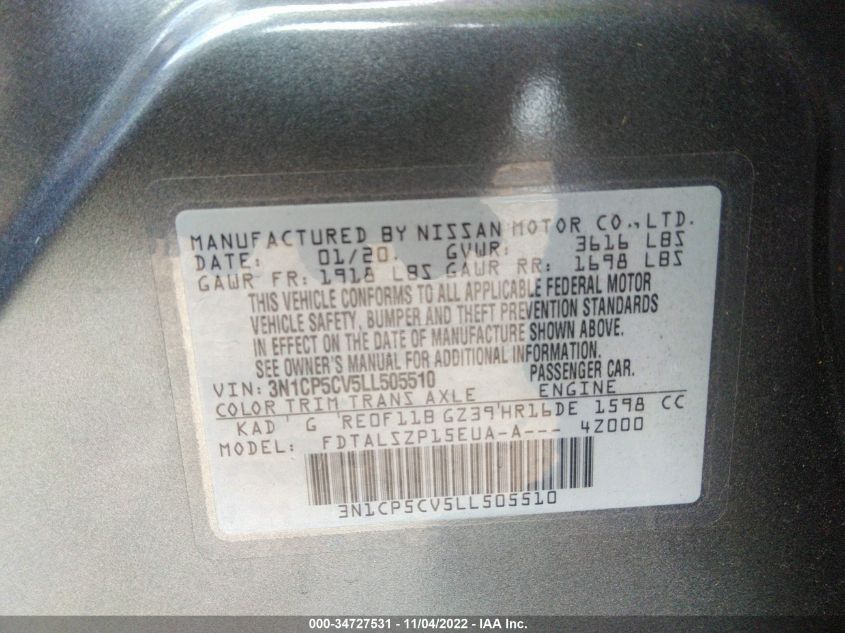 MANUFACTURED BY NISSAN MOTOR CO.,LTD.
DATE: 01/20 GVWR: 3616 LBS
GAWR FR: 1918 LBS GAWR RR: 1698 LBS
THIS VEHICLE CONFORMS TO ALL APPLICABLE FEDERAL MOTOR
VEHICLE SAFETY, BUMPER AND THEFT PREVENTION STANDARDS
IN EFFECT ON THE DATE OF MANUFACTURE SHOWN ABOVE.
SEE OWNER'S MANUAL FOR ADDITIONAL INFORMATION.
VIN: 3N1CP5CV5LL505510 PASSENGER CAR.
COLOR TRIM TRANS AXLE ENGINE
KAD G RE0F11B GZ39 HR16DE 1598 CC
MODEL: FDTALSZP15EUA-A--- 4Z000
3N1CP5CV5LL505510
000-34727531 - 11/04/2022 - IAA Inc.